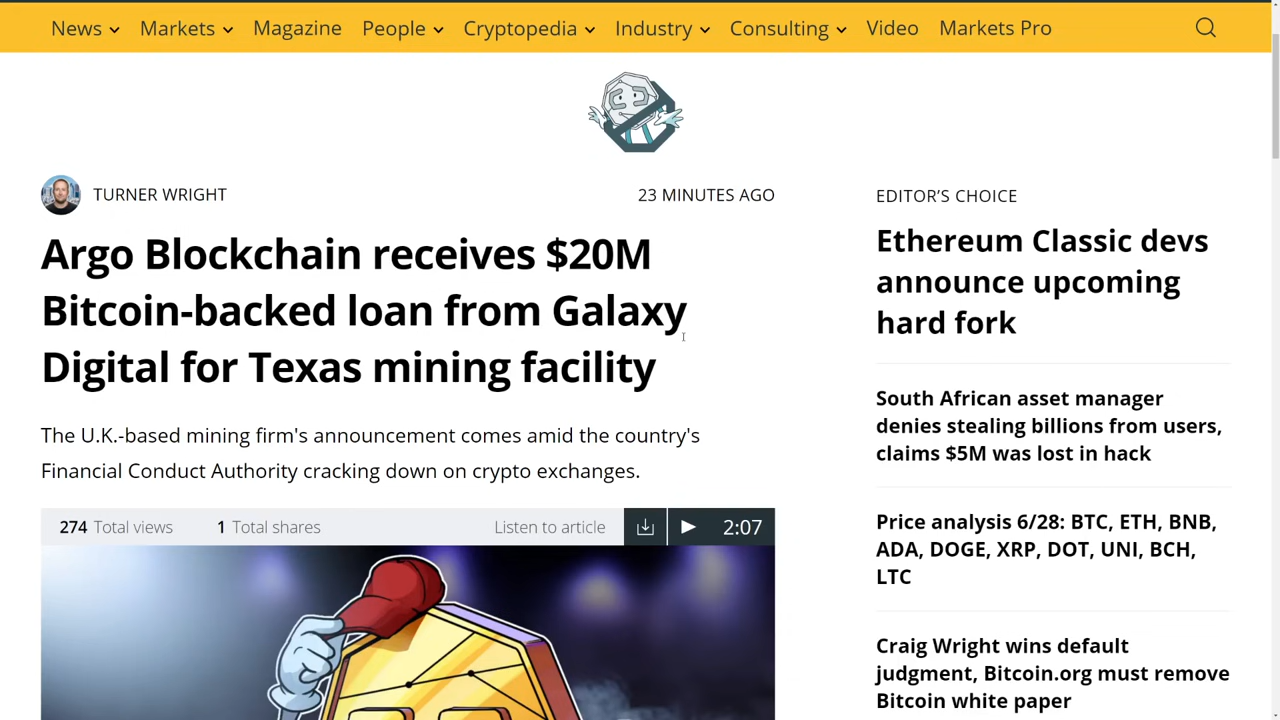 News Markets Magazine People Cryptopedia Industry Consulting Video Markets Pro
TURNER WRIGHT
23 MINUTES AGO
Argo Blockchain receives $20M
Bitcoin-backed loan from Galaxy
Digital for Texas mining facility
The U.K.-based mining firm's announcement comes amid the country's
Financial Conduct Authority cracking down on crypto exchanges.
274 Total views 1 Total shares Listen to article 2:07
EDITOR’S CHOICE
Ethereum Classic devs
announce upcoming
hard fork
South African asset manager
denies stealing billions from users,
claims $5M was lost in hack
Price analysis 6/28: BTC, ETH, BNB,
ADA, DOGE, XRP, DOT, UNI, BCH,
LTC
Craig Wright wins default
judgment, Bitcoin.org must remove
Bitcoin white paper